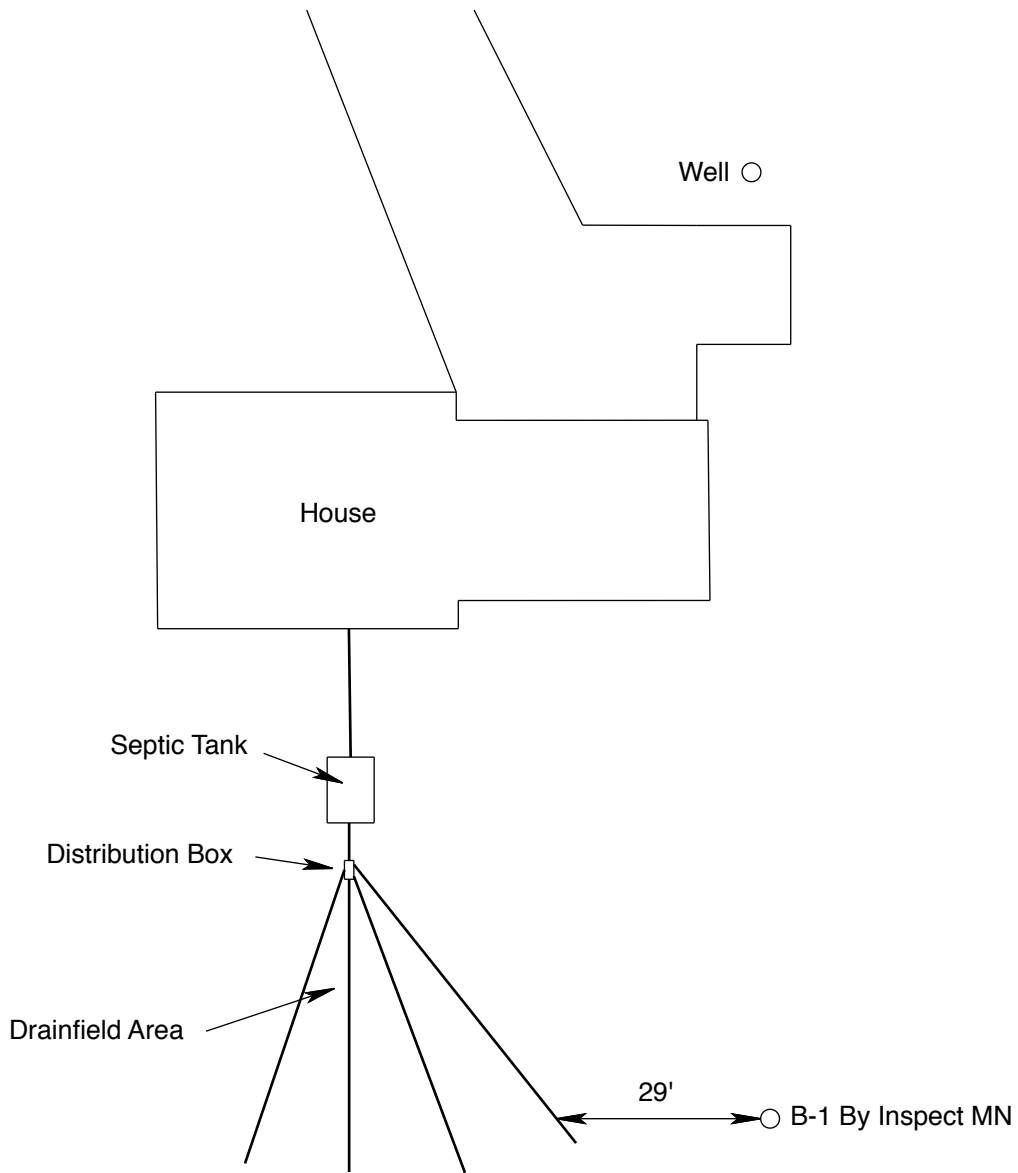 Well
House
Septic Tank
Distribution Box
Drainfield Area
29'
B-1 By Inspect MN